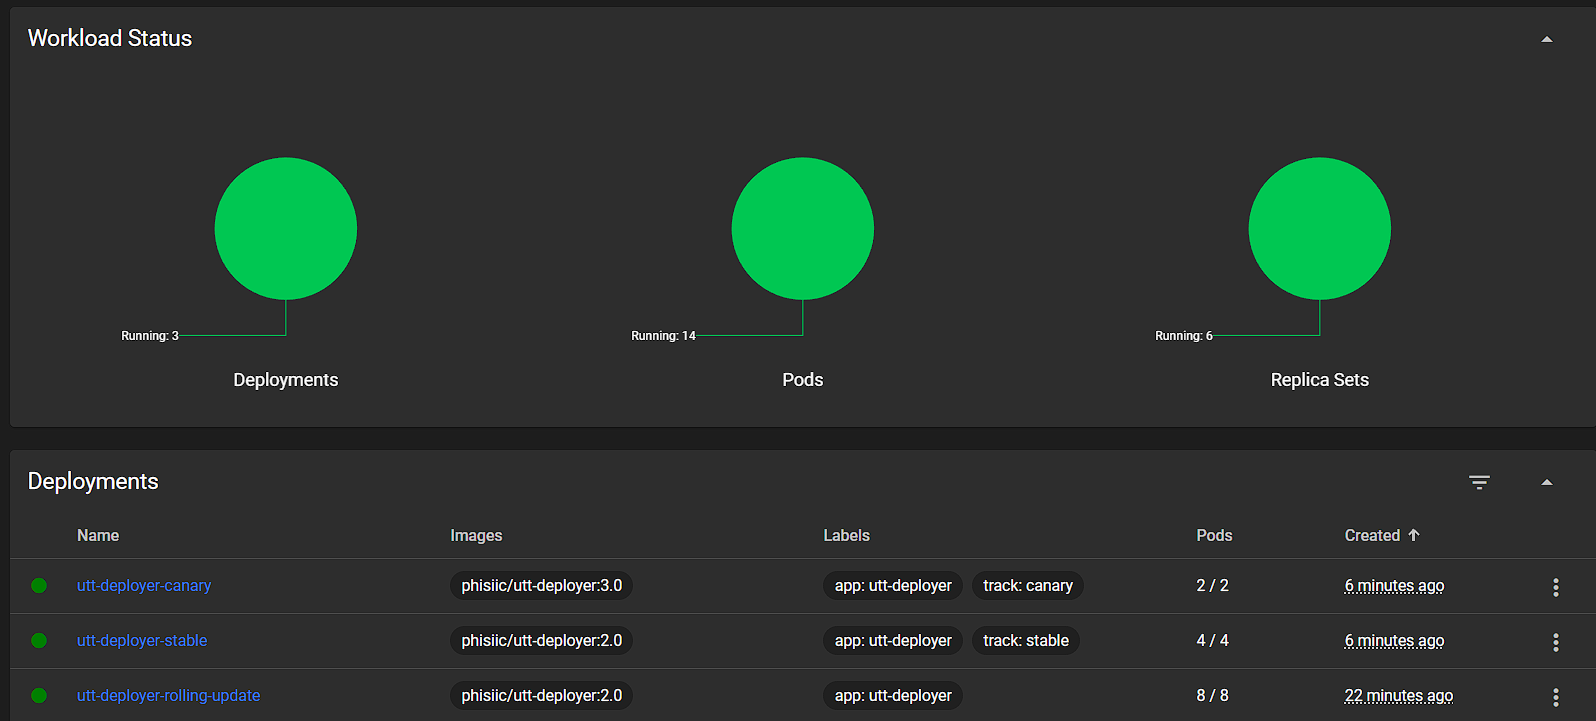 Workload Status
Running: 3
Running: 14
Running: 6
Deployments
Pods
Replica Sets
Deployments
Name Images Labels Pods Created
utt-deployer-canary phisiic/utt-deployer:3.0 app: utt-deployer track: canary 2 / 2 6 minutes ago
utt-deployer-stable phisiic/utt-deployer:2.0 app: utt-deployer track: stable 4 / 4 6 minutes ago
utt-deployer-rolling-update phisiic/utt-deployer:2.0 app: utt-deployer 8 / 8 22 minutes ago